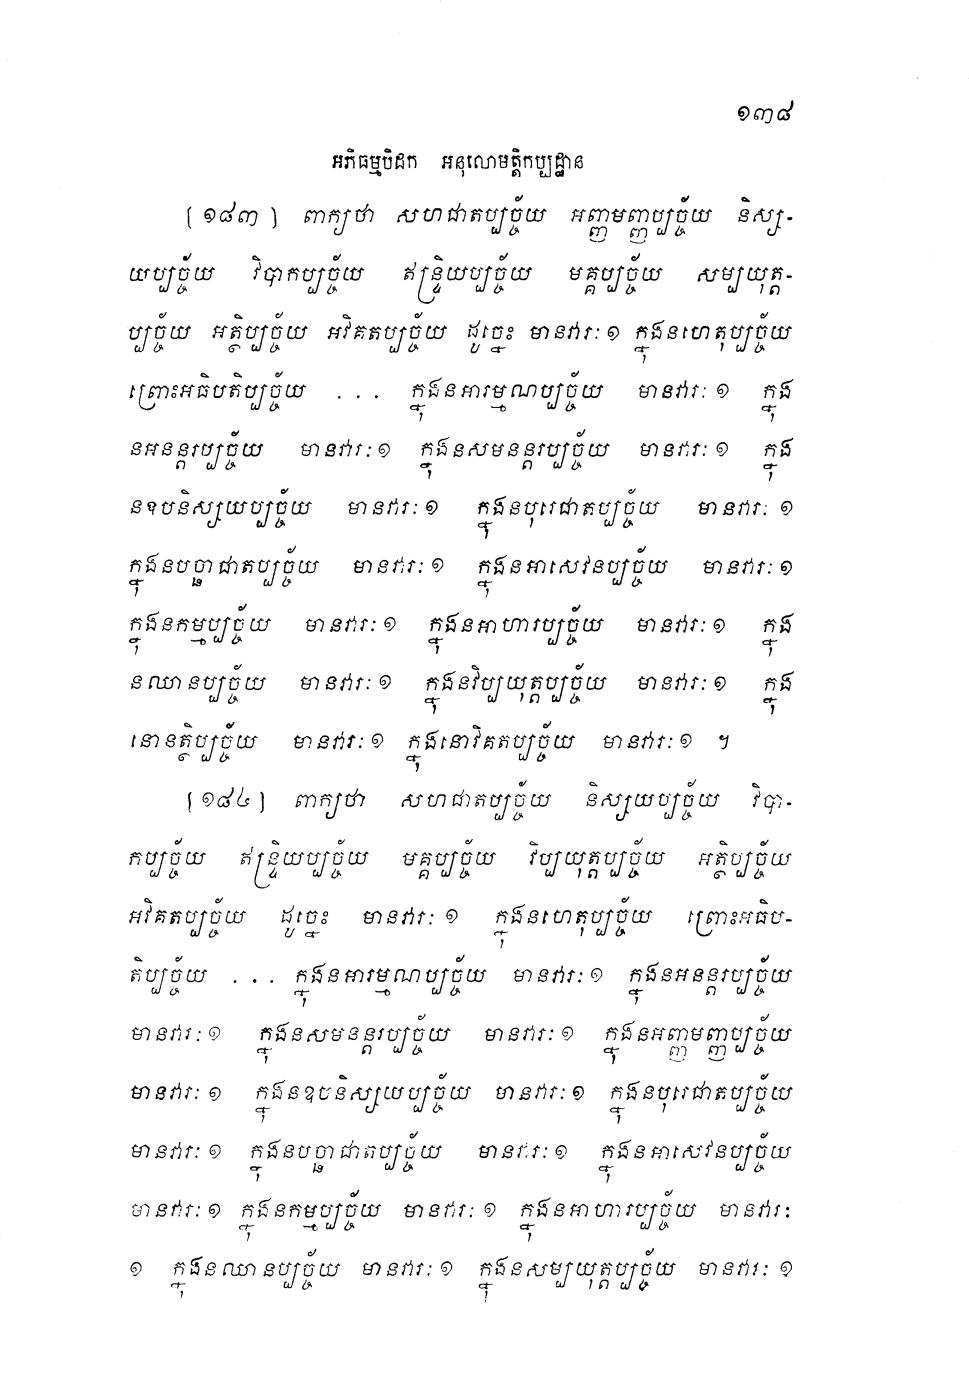 ១៣៨
អភិធម្មបិដក អនុលោមត្តិកប្បដ្ឋាន
[១៨៣] ពាក្យថា សហជាតប្បច្ច័យ អញ្ញមញ្ញប្បច្ច័យ និស្ស-
យប្បច្ច័យ វិបាកប្បច្ច័យ ឥន្ទ្រិយប្បច្ច័យ មគ្គប្បច្ច័យ សម្បយុត្ត-
ប្បច្ច័យ អត្ថិប្បច្ច័យ អវិគតប្បច្ច័យ ដូច្នេះ មានវារៈ ១ ក្នុងនហេតុប្បច្ច័យ
ព្រោះអធិបតិប្បច្ច័យ ... ក្នុងនអារម្មណប្បច្ច័យ មានវារៈ ១ ក្នុង
នអនន្តរប្បច្ច័យ មានវារៈ ១ ក្នុងនសមនន្តរប្បច្ច័យ មានវារៈ ១ ក្នុង
នឧបនិស្សយប្បច្ច័យ មានវារៈ ១ ក្នុងនបុរេជាតប្បច្ច័យ មានវារៈ ១
ក្នុងនបច្ឆាជាតប្បច្ច័យ មានវារៈ ១ ក្នុងនអាសេវនប្បច្ច័យ មានវារៈ ១
ក្នុងនកម្មប្បច្ច័យ មានវារៈ ១ ក្នុងនអាហារប្បច្ច័យ មានវារៈ ១ ក្នុង
នឈានប្បច្ច័យ មានវារៈ ១ ក្នុងនវិប្បយុត្តប្បច្ច័យ មានវារៈ ១ ក្នុង
នោនត្ថិប្បច្ច័យ មានវារៈ ១ ក្នុងនោវិគតប្បច្ច័យ មានវារៈ ១ ។
[១៨៤] ពាក្យថា សហជាតប្បច្ច័យ និស្សយប្បច្ច័យ វិបា-
កប្បច្ច័យ ឥន្ទ្រិយប្បច្ច័យ មគ្គប្បច្ច័យ វិប្បយុត្តប្បច្ច័យ អត្ថិប្បច្ច័យ
អវិគតប្បច្ច័យ ដូច្នេះ មានវារៈ ១ ក្នុងនហេតុប្បច្ច័យ ព្រោះអធិប-
តិប្បច្ច័យ ... ក្នុងនអារម្មណប្បច្ច័យ មានវារៈ ១ ក្នុងនអនន្តរប្បច្ច័យ
មានវារៈ ១ ក្នុងនសមនន្តរប្បច្ច័យ មានវារៈ ១ ក្នុងនអញ្ញមញ្ញប្បច្ច័យ
មានវារៈ ១ ក្នុងនឧបនិស្សយប្បច្ច័យ មានវារៈ ១ ក្នុងនបុរេជាតប្បច្ច័យ
មានវារៈ ១ ក្នុងនបច្ឆាជាតប្បច្ច័យ មានវារៈ ១ ក្នុងនអាសេវនប្បច្ច័យ
មានវារៈ ១ ក្នុងនកម្មប្បច្ច័យ មានវារៈ ១ ក្នុងនអាហារប្បច្ច័យ មានវារៈ
១ ក្នុងនឈានប្បច្ច័យ មានវារៈ ១ ក្នុងនសម្បយុត្តប្បច្ច័យ មានវារៈ ១